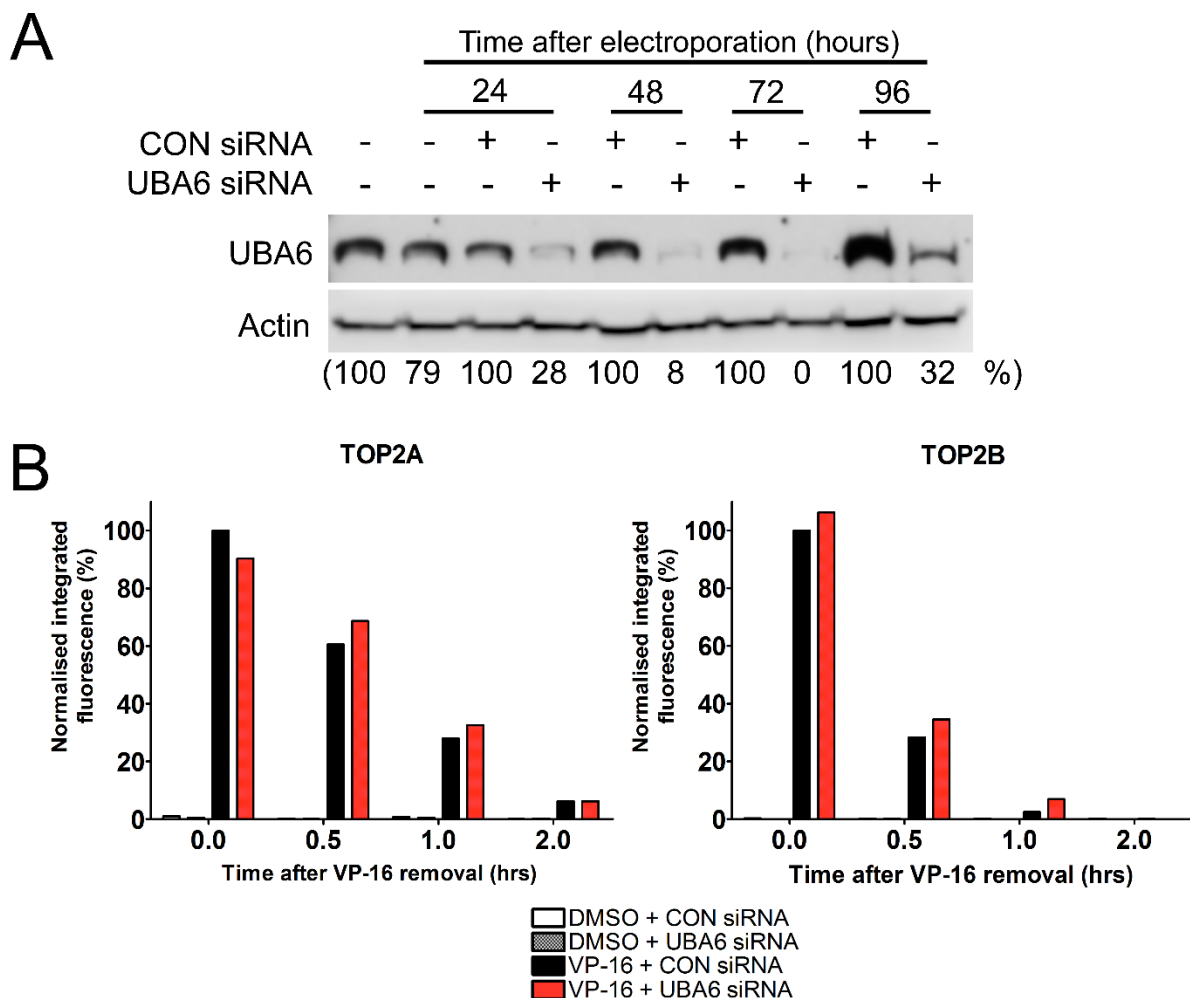 A
Time after electroporation (hours)
24 48 72 96
CON siRNA - - + - + - + - + -
UBA6 siRNA - - - + - + - + - +
UBA6
Actin
(100 79 100 28 100 8 100 0 100 32 %)
B
TOP2A
Normalised integrated
fluorescence (%)
100
80
60
40
20
0
0.0 0.5 1.0 2.0
Time after VP-16 removal (hrs)
TOP2B
Normalised integrated
fluorescence (%)
100
80
60
40
20
0
0.0 0.5 1.0 2.0
Time after VP-16 removal (hrs)
DMSO + CON siRNA
DMSO + UBA6 siRNA
VP-16 + CON siRNA
VP-16 + UBA6 siRNA